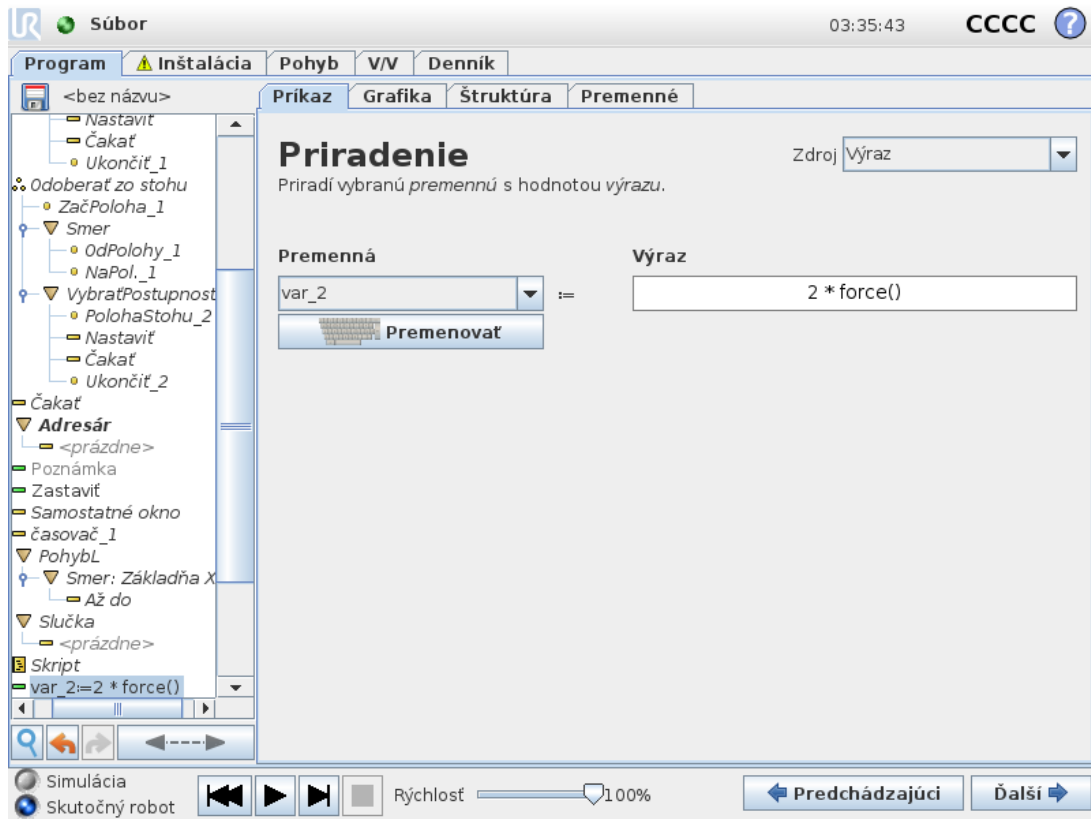 UR Súbor 03:35:43 CCCC ?
Program Inštalácia Pohyb V/V Denník
<bez názvu> Príkaz Grafika Štruktúra Premenné
Nastaviť
Čakať
Ukončiť_1
Odoberať zo stohu
ZačPoloha_1
Smer
OdPolohy_1
NaPol._1
VybraťPostupnost
PolohaStohu_2
Nastaviť
Čakať
Ukončiť_2
Čakať
Adresár
<prázdne>
Poznámka
Zastaviť
Samostatné okno
časovač_1
PohybL
Smer: Základňa X
Až do
Slučka
<prázdne>
Skript
var_2:=2 * force()
Priradenie
Zdroj Výraz
Priradí vybranú premennú s hodnotou výrazu.
Premenná Výraz
var_2 := 2 * force()
Premenovať
Simulácia
Skutočný robot
Rýchlosť 100%
Predchádzajúci Ďalší